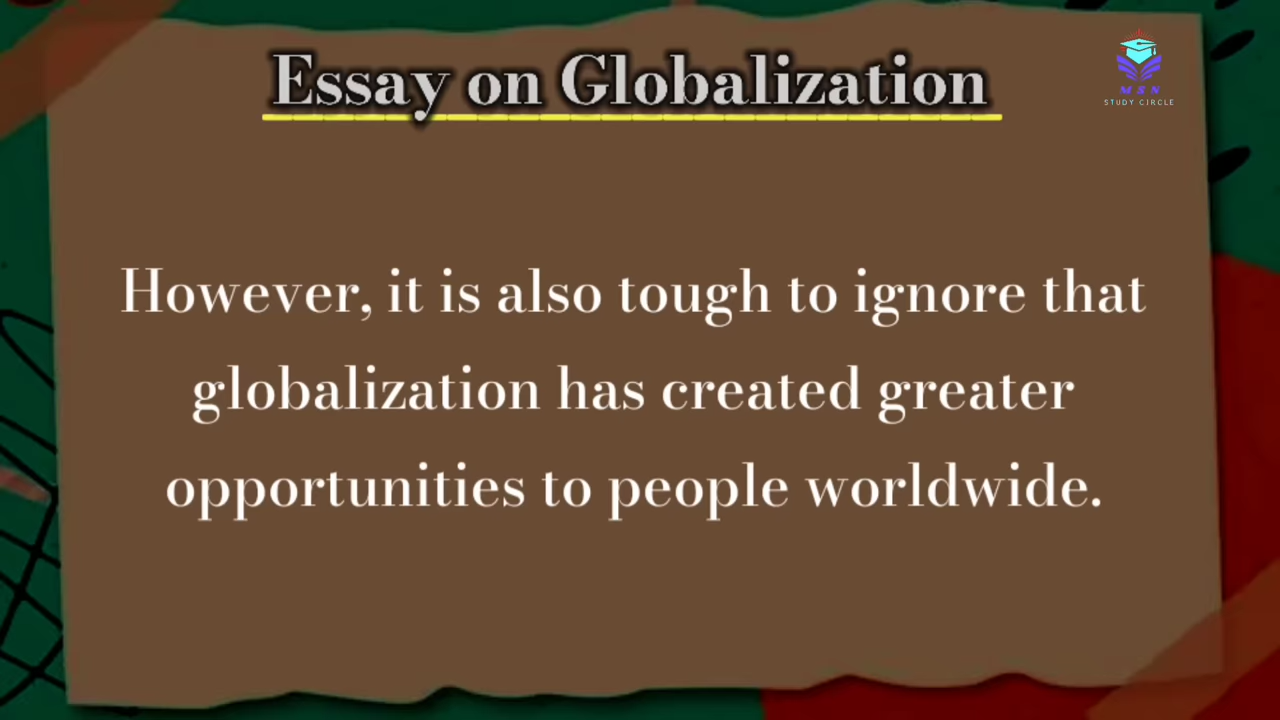 Essay on Globalization
MSN
STUDY CIRCLE
However, it is also tough to ignore that
globalization has created greater
opportunities to people worldwide.